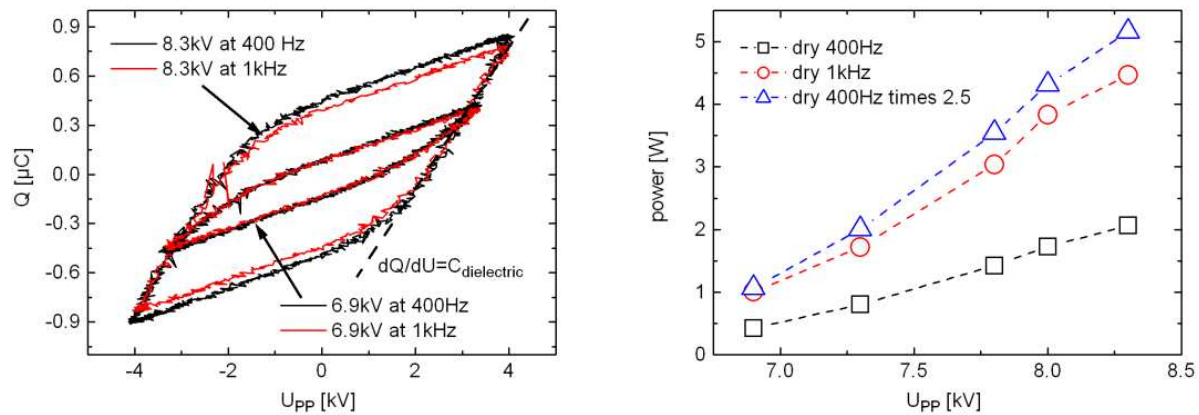 0.9
0.6
0.3
0.0
-0.3
-0.6
-0.9
Q [µC]
8.3kV at 400 Hz
8.3kV at 1kHz
dQ/dU=C_dielectric
6.9kV at 400Hz
6.9kV at 1kHz
-4 -2 0 2 4
U_PP [kV]
5
4
3
2
1
0
power [W]
dry 400Hz
dry 1kHz
dry 400Hz times 2.5
7.0 7.5 8.0 8.5
U_PP [kV]